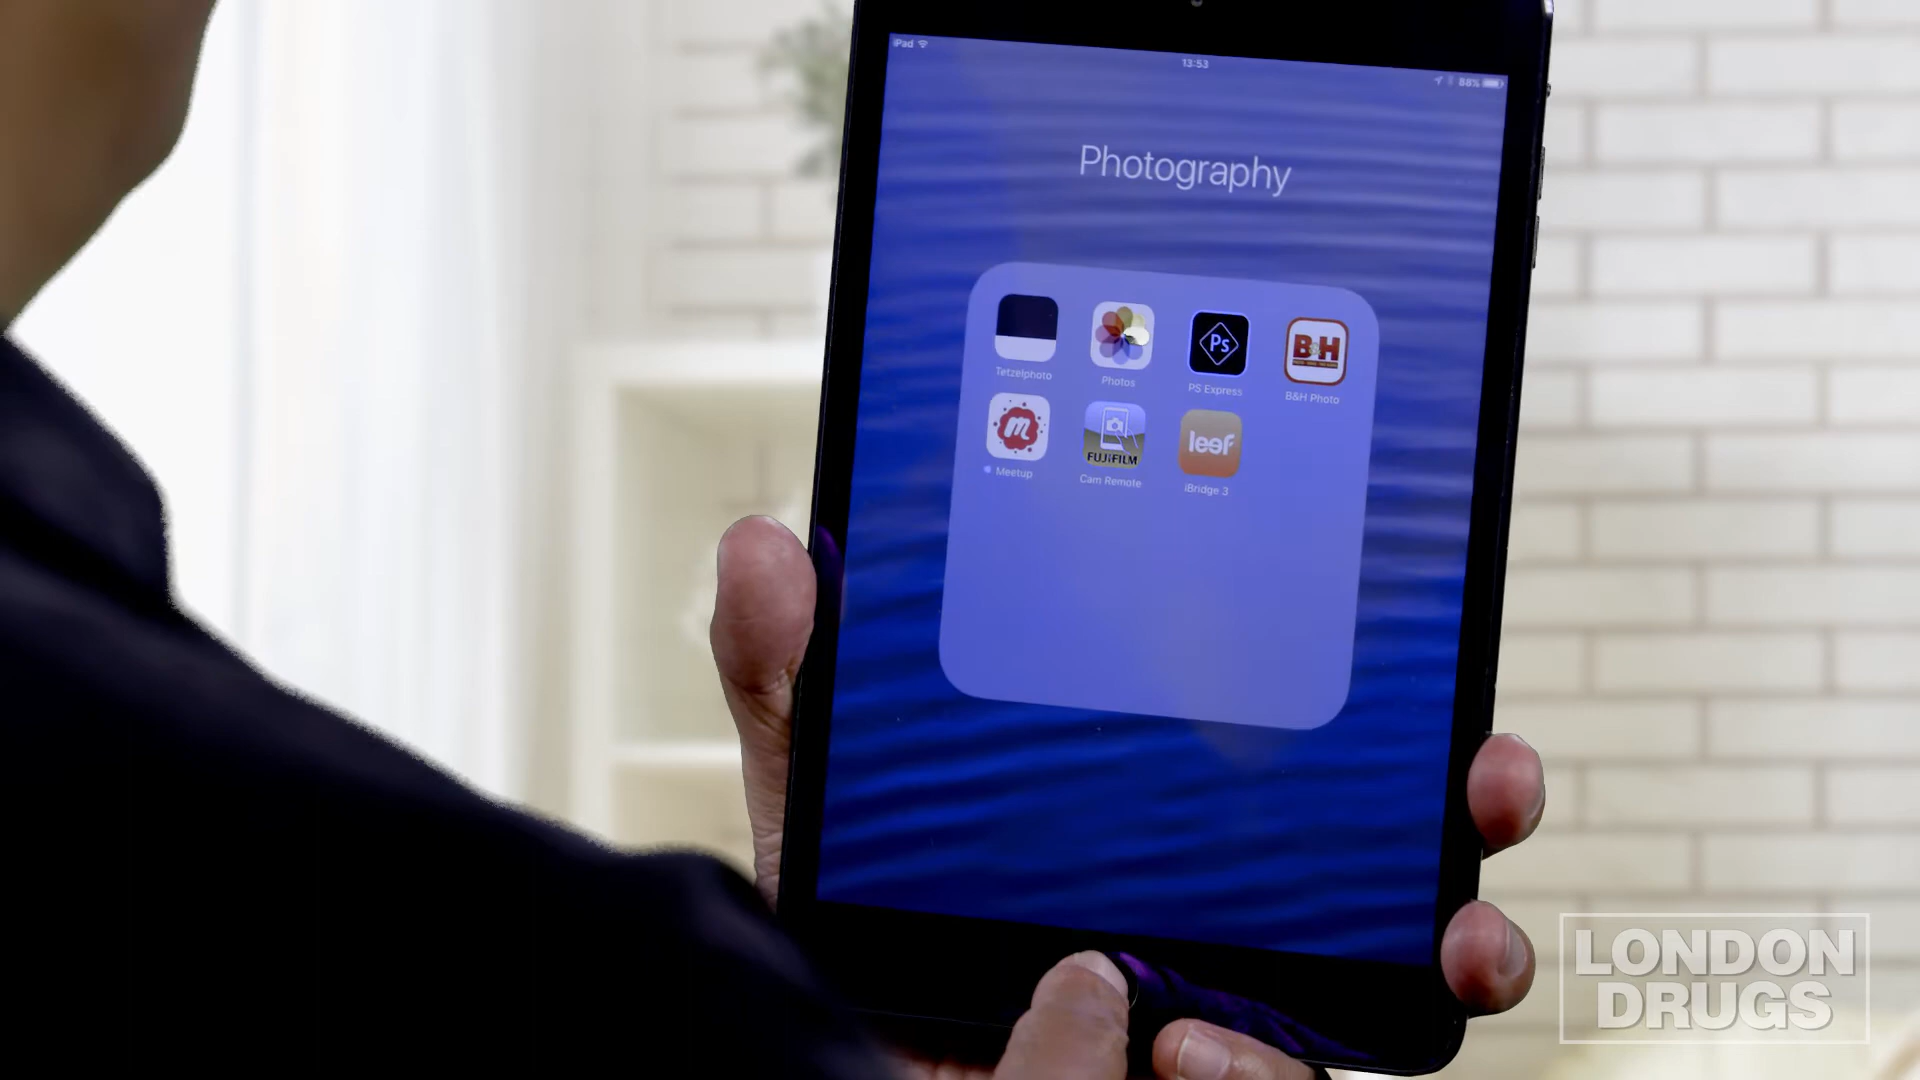 iPad
13:53
88%
Photography
Ps
B&H
Tetzelphoto
Photos
PS Express
B&H Photo
m
FUJIFILM
leef
Meetup
Cam Remote
iBridge 3
LONDON
DRUGS